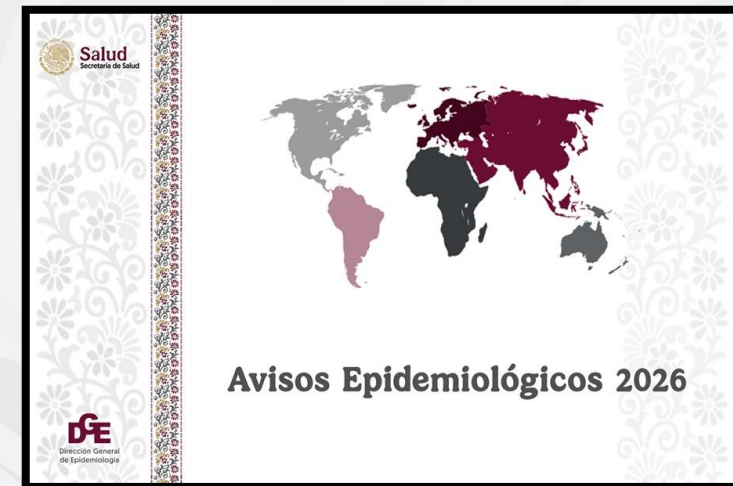 Salud
Secretaría de Salud
Avisos Epidemiológicos 2026
DGE
Dirección General
de Epidemiología